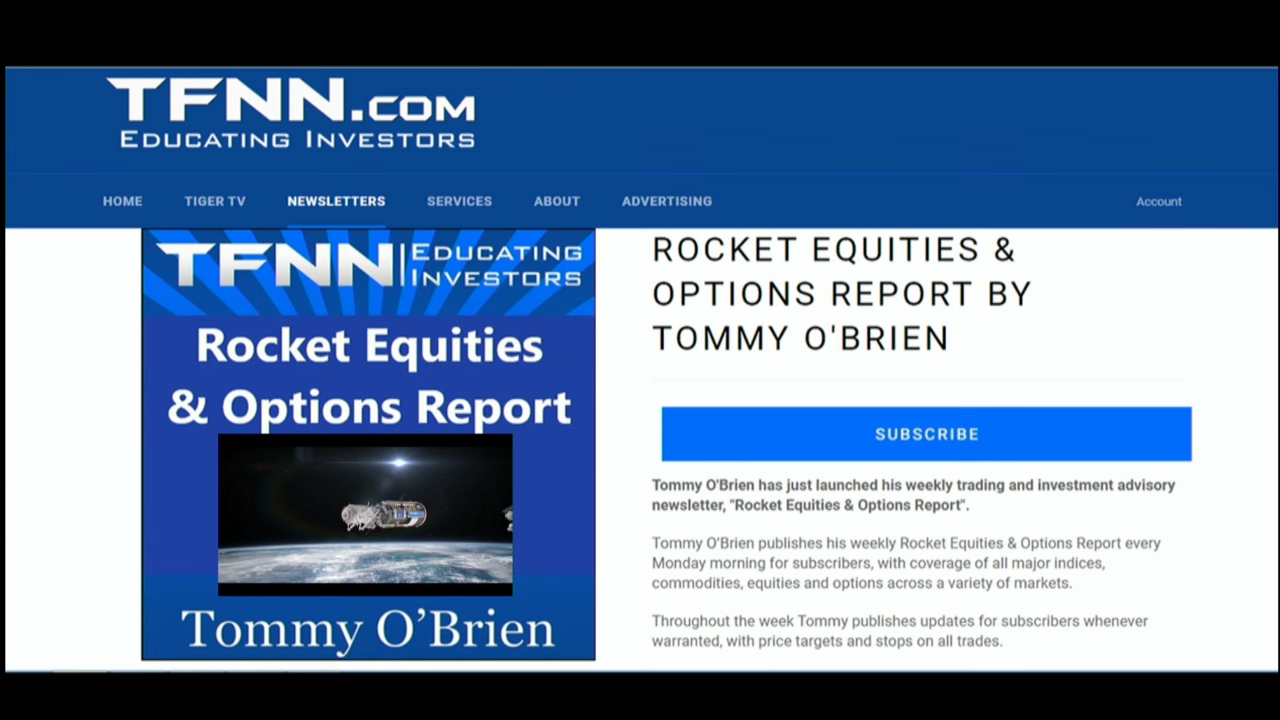 TFNN.COM
EDUCATING INVESTORS
HOME TIGER TV NEWSLETTERS SERVICES ABOUT ADVERTISING Account
TFNN EDUCATING
INVESTORS
Rocket Equities
& Options Report
Tommy O’Brien
ROCKET EQUITIES &
OPTIONS REPORT BY
TOMMY O'BRIEN
SUBSCRIBE
Tommy O'Brien has just launched his weekly trading and investment advisory
newsletter, "Rocket Equities & Options Report".
Tommy O'Brien publishes his weekly Rocket Equities & Options Report every
Monday morning for subscribers, with coverage of all major indices,
commodities, equities and options across a variety of markets.
Throughout the week Tommy publishes updates for subscribers whenever
warranted, with price targets and stops on all trades.